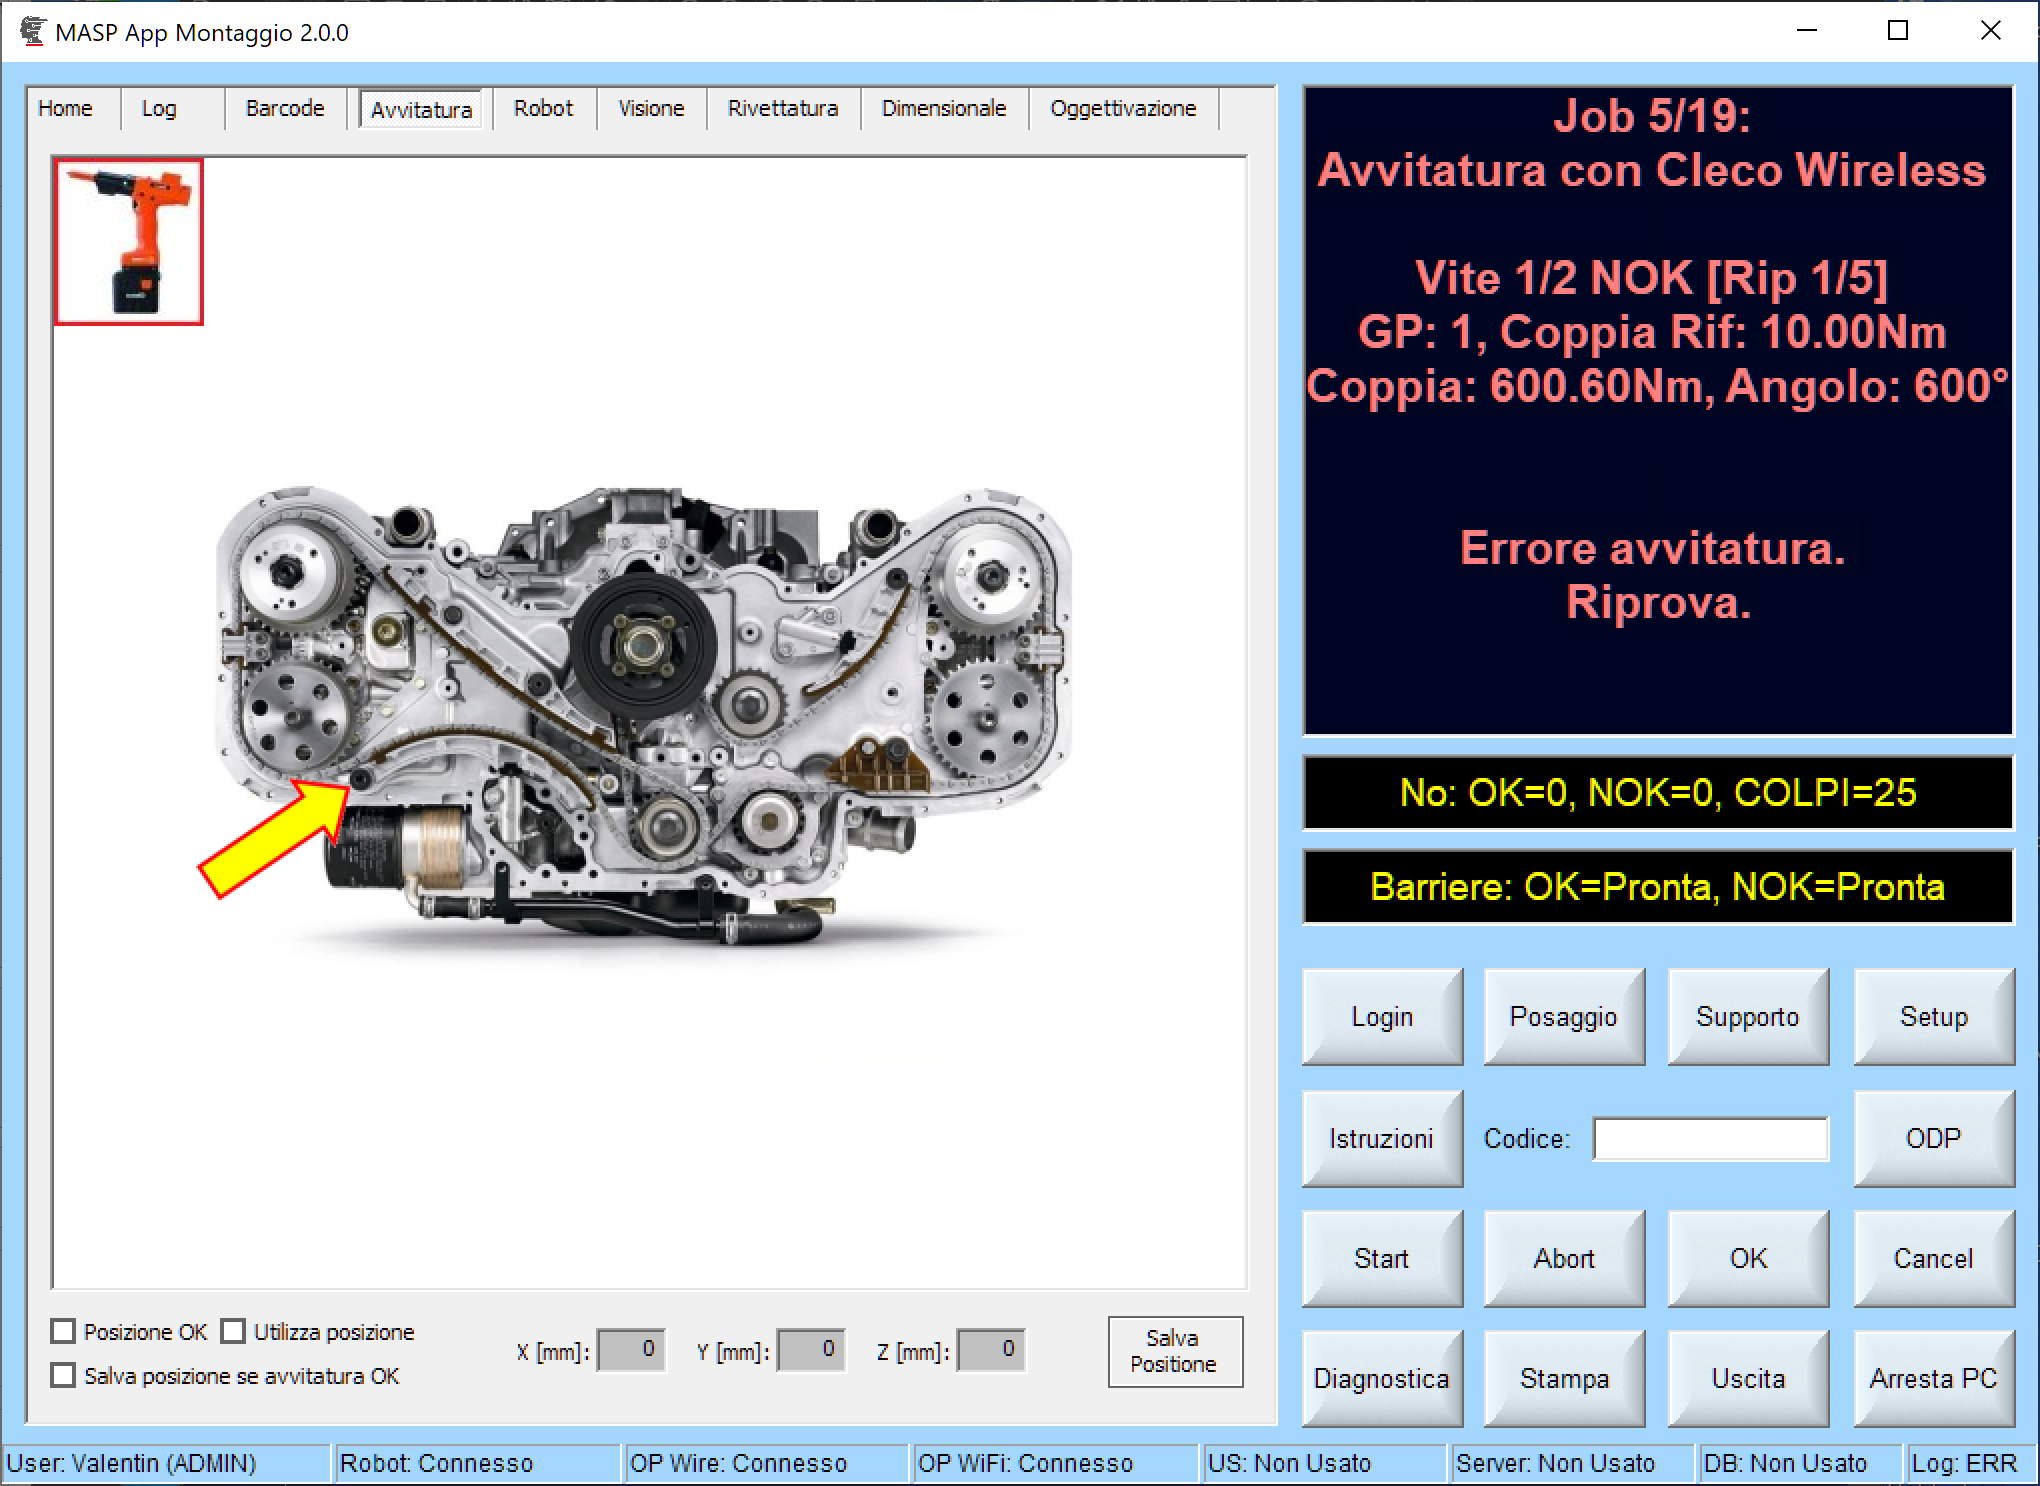 MASP App Montaggio 2.0.0
Home Log Barcode Avvitatura Robot Visione Rivettatura Dimensionale Oggettivazione
Job 5/19:
Avvitatura con Cleco Wireless
Vite 1/2 NOK [Rip 1/5]
GP: 1, Coppia Rif: 10.00Nm
Coppia: 600.60Nm, Angolo: 600°
Errore avvitatura.
Riprova.
No: OK=0, NOK=0, COLPI=25
Barriere: OK=Pronta, NOK=Pronta
Login Posaggio Supporto Setup
Istruzioni Codice: ODP
Start Abort OK Cancel
Diagnostica Stampa Uscita Arresta PC
Posizione OK Utilizza posizione
Salva posizione se avvitatura OK
X [mm]: 0 Y [mm]: 0 Z [mm]: 0
Salva
Positione
User: Valentin (ADMIN) Robot: Connesso OP Wire: Connesso OP WiFi: Connesso US: Non Usato Server: Non Usato DB: Non Usato Log: ERR